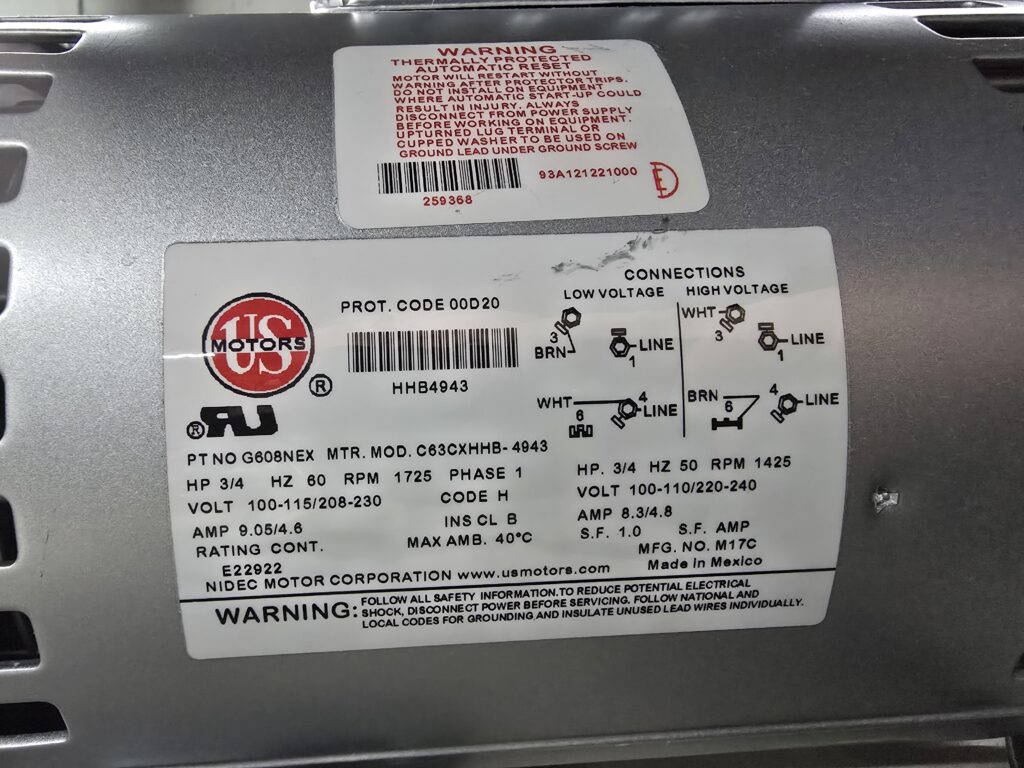 WARNING
THERMALLY PROTECTED
AUTOMATIC RESET
MOTOR WILL RESTART WITHOUT
WARNING AFTER PROTECTOR TRIPS.
DO NOT INSTALL ON EQUIPMENT
WHERE AUTOMATIC START-UP COULD
RESULT IN INJURY. ALWAYS
DISCONNECT FROM POWER SUPPLY
BEFORE WORKING ON EQUIPMENT.
UPTURNED LUG TERMINAL OR
CUPPED WASHER TO BE USED ON
GROUND LEAD UNDER GROUND SCREW
259368
93A121221000
US
MOTORS
®
PROT. CODE 00D20
HHB4943
CONNECTIONS
LOW VOLTAGE HIGH VOLTAGE
3
BRN
LINE
1
WHT
6
4
LINE
WHT
3
LINE
1
BRN
6
4
LINE
PT NO G608NEX MTR. MOD. C63CXHHB-4943
HP 3/4 HZ 60 RPM 1725 PHASE 1
VOLT 100-115/208-230 CODE H
AMP 9.05/4.6 INS CL B
RATING CONT. MAX AMB. 40°C
E22922
HP. 3/4 HZ 50 RPM 1425
VOLT 100-110/220-240
AMP 8.3/4.8
S.F. 1.0 S.F. AMP
MFG. NO. M17C
Made in Mexico
NIDEC MOTOR CORPORATION www.usmotors.com
WARNING: FOLLOW ALL SAFETY INFORMATION.TO REDUCE POTENTIAL ELECTRICAL
SHOCK, DISCONNECT POWER BEFORE SERVICING. FOLLOW NATIONAL AND
LOCAL CODES FOR GROUNDING AND INSULATE UNUSED LEAD WIRES INDIVIDUALLY.